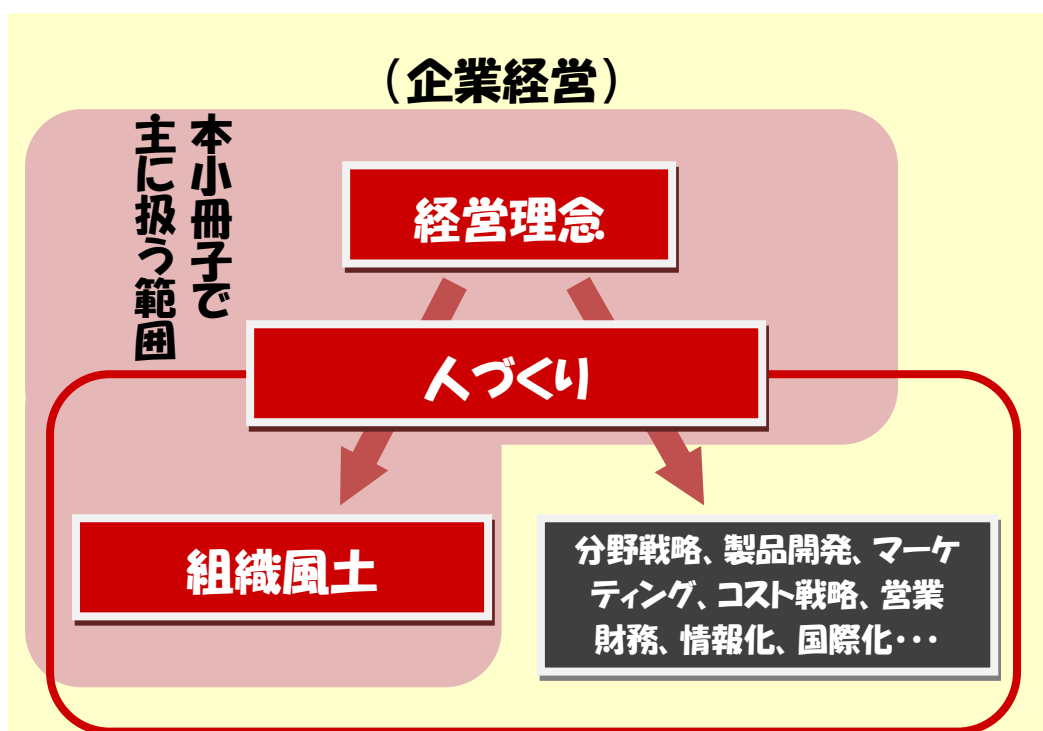 （企業経営）
本小冊子で
主に扱う範囲
経営理念
人づくり
組織風土
分野戦略、製品開発、マーケ
ティング、コスト戦略、営業
財務、情報化、国際化・・・